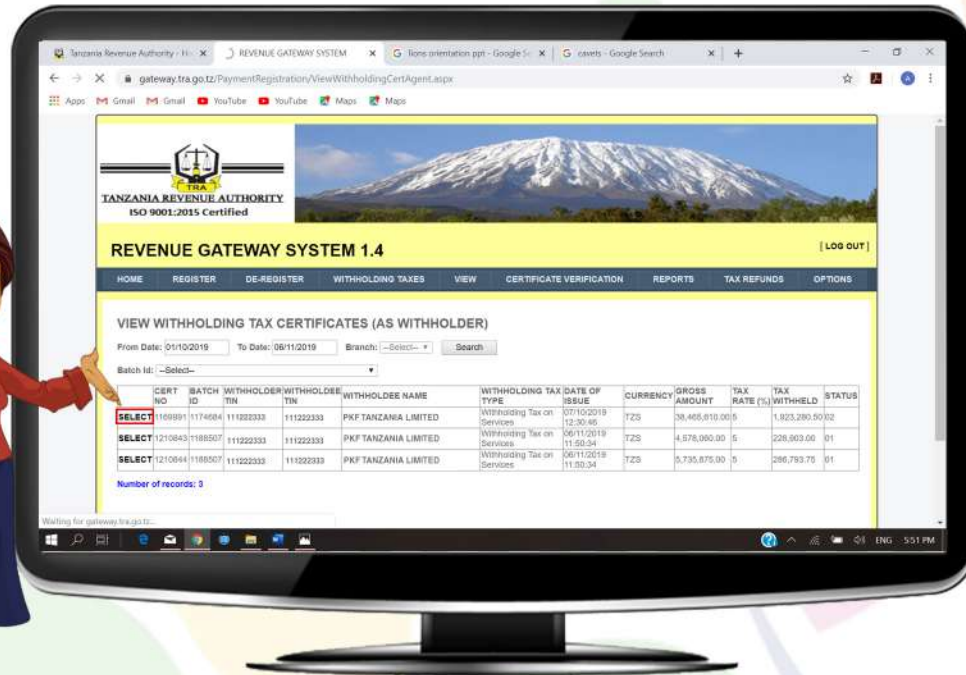 Tanzania Revenue Authority - H
REVENUE GATEWAY SYSTEM
lions orientation ppt - Google Se
cavets - Google Search
gateway.tra.go.tz/PaymentRegistration/ViewWithholdingCertAgent.aspx
Apps Gmail Gmail YouTube YouTube Maps Maps
TRA
TANZANIA REVENUE AUTHORITY
ISO 9001:2015 Certified
REVENUE GATEWAY SYSTEM 1.4
[ LOG OUT ]
HOME REGISTER DE-REGISTER WITHHOLDING TAXES VIEW CERTIFICATE VERIFICATION REPORTS TAX REFUNDS OPTIONS
VIEW WITHHOLDING TAX CERTIFICATES (AS WITHHOLDER)
From Date: 01/10/2019 To Date: 06/11/2019 Branch: --Select-- Search
Batch Id: --Select--
CERT NO BATCH ID WITHHOLDER TIN WITHHOLDEE TIN WITHHOLDEE NAME WITHHOLDING TAX TYPE DATE OF ISSUE CURRENCY GROSS AMOUNT TAX RATE (%) TAX WITHHELD STATUS
SELECT 1169891 1174684 111222333 111222333 PKF TANZANIA LIMITED Withholding Tax on Services 07/10/2019 12:30:46 TZS 5 1,923,280.50 02
SELECT 1210843 1188507 111222333 111222333 PKF TANZANIA LIMITED Withholding Tax on Services 06/11/2019 11:50:34 TZS 4,578,060.00 5 228,903.00 01
SELECT 1210844 1188507 111222333 111222333 PKF TANZANIA LIMITED Withholding Tax on Services 06/11/2019 11:50:34 TZS 5,735,875.00 5 286,793.75 01
Number of records: 3
Waiting for gateway.tra.go.tz...
ENG 5:51 PM